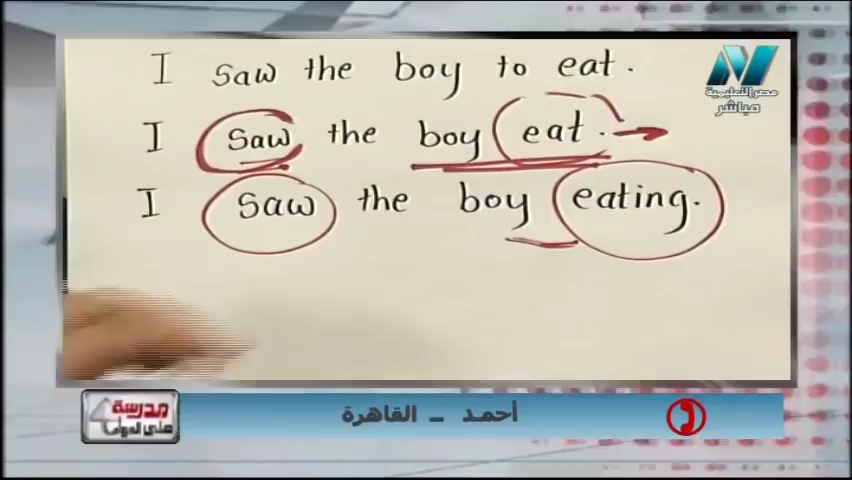 I saw the boy to eat.
مصر التعليمية
مباشر
I saw the boy eat.
I saw the boy eating.
مدرسة
على الهواء
أحمد _ القاهرة